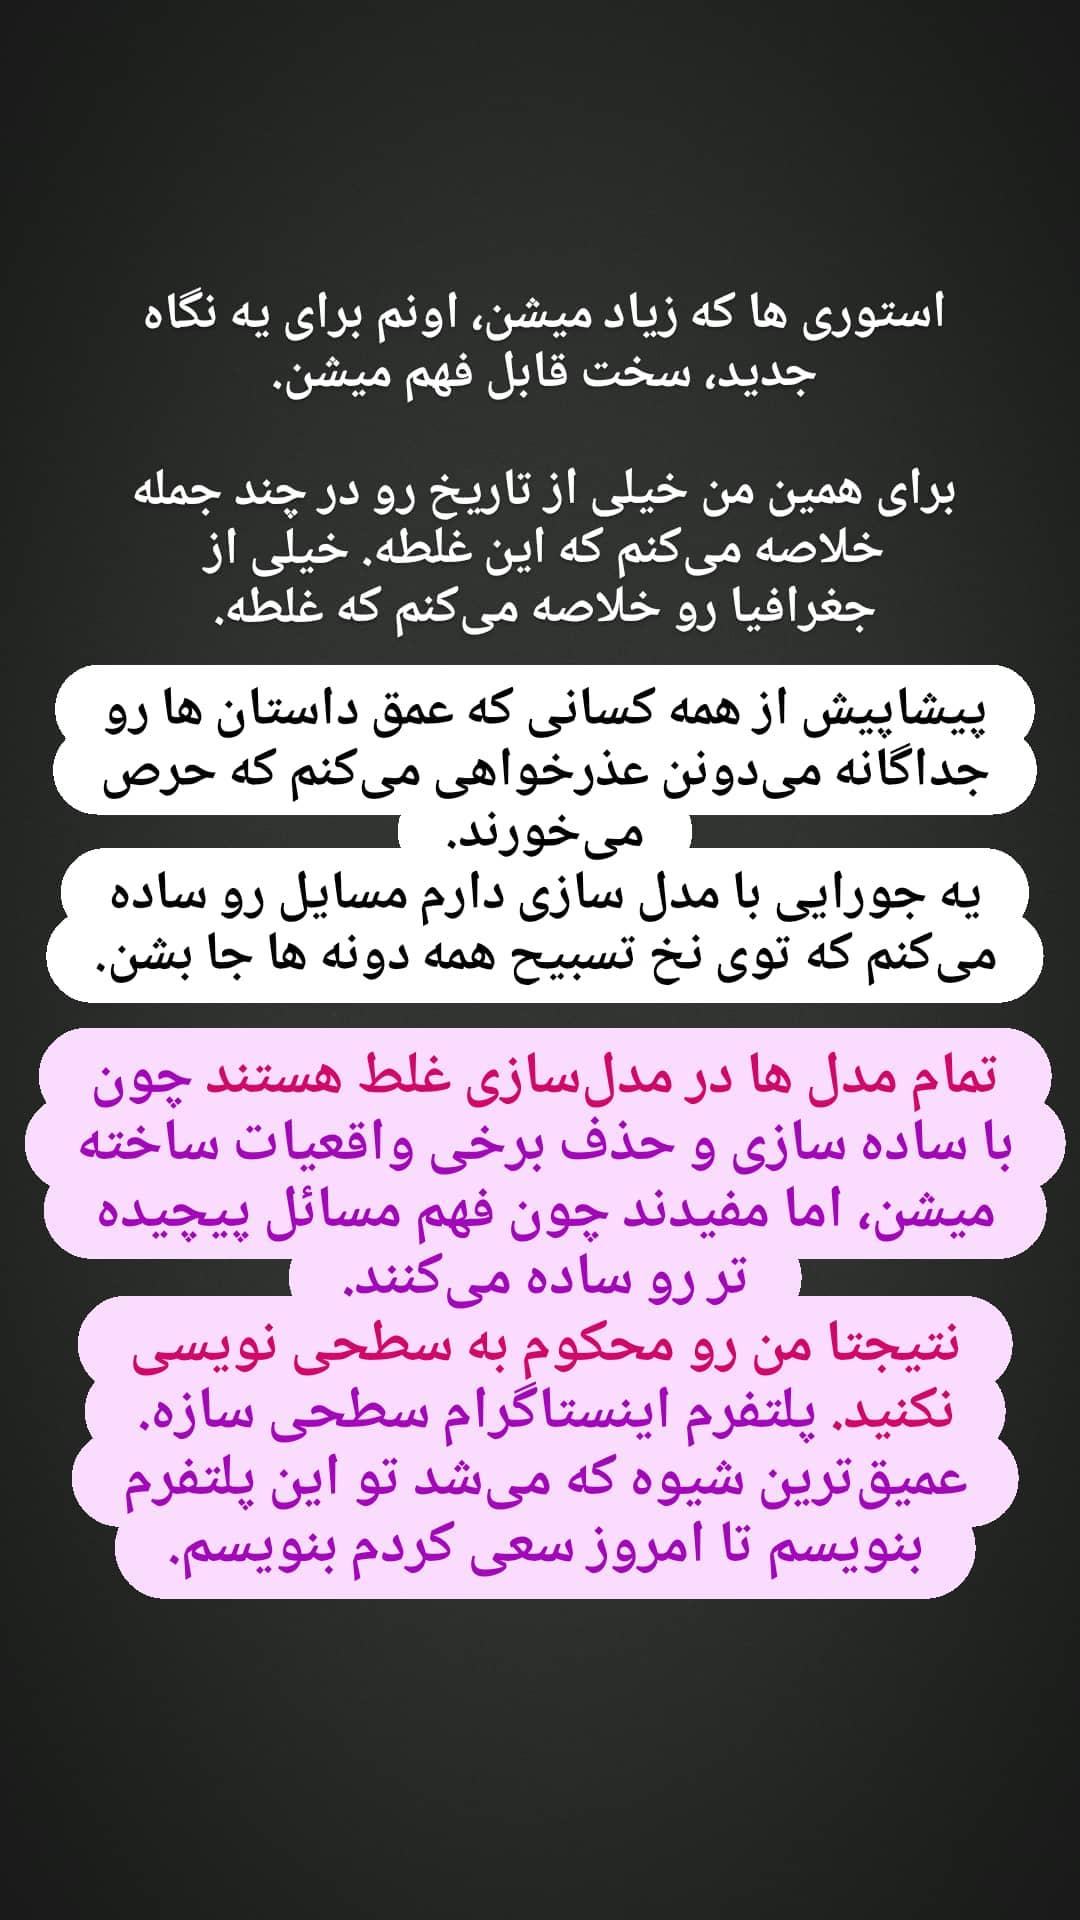 استوری ها که زیاد میشن، اونم برای یه نگاه
جدید، سخت قابل فهم میشن.
برای همین من خیلی از تاریخ رو در چند جمله
خلاصه می‌کنم که این غلطه. خیلی از
جغرافیا رو خلاصه می‌کنم که غلطه.
پیشاپیش از همه کسانی که عمق داستان ها رو
جداگانه می‌دونن عذرخواهی می‌کنم که حرص
می‌خورند.
یه جورایی با مدل سازی دارم مسایل رو ساده
می‌کنم که توی نخ تسبیح همه دونه ها جا بشن.
تمام مدل ها در مدل‌سازی غلط هستند چون
با ساده سازی و حذف برخی واقعیات ساخته
میشن، اما مفیدند چون فهم مسائل پیچیده
تر رو ساده می‌کنند.
نتیجتا من رو محکوم به سطحی نویسی
نکنید. پلتفرم اینستاگرام سطحی سازه.
عمیق‌ترین شیوه که می‌شد تو این پلتفرم
بنویسم تا امروز سعی کردم بنویسم.